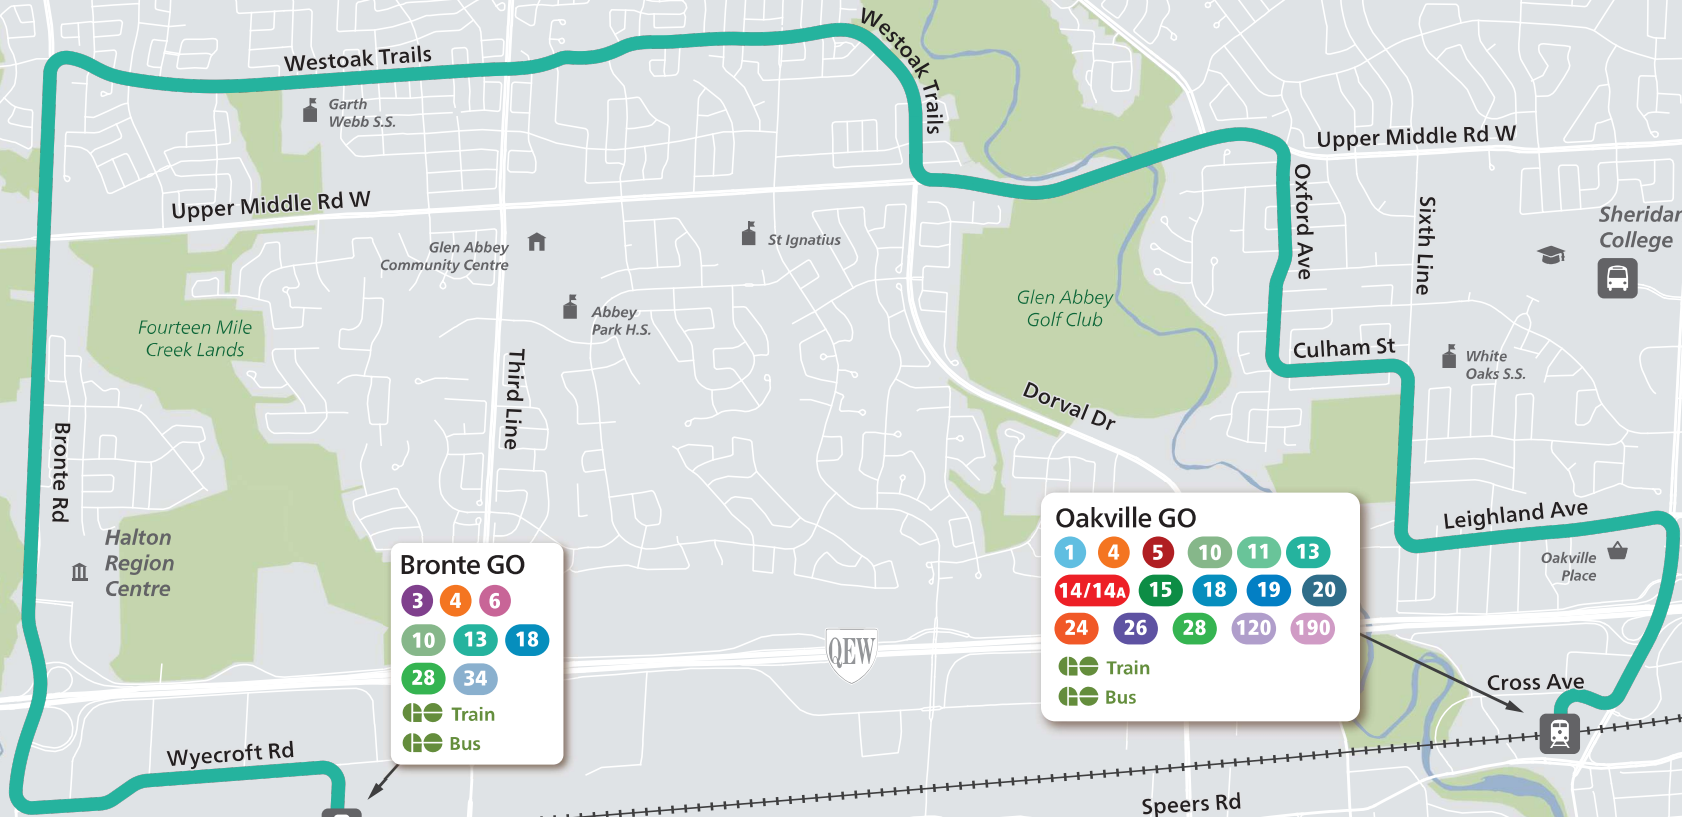 Westoak Trails
Westoak Trails
Garth
Webb S.S.
Upper Middle Rd W
Upper Middle Rd W
Oxford Ave
Sixth Line
Sheridan
College
Glen Abbey
Community Centre
St Ignatius
Abbey
Park H.S.
Glen Abbey
Golf Club
Fourteen Mile
Creek Lands
Third Line
Culham St
White
Oaks S.S.
Dorval Dr
Bronte Rd
Halton
Region
Centre
Leighland Ave
Oakville
Place
Bronte GO
3 4 6
10 13 18
28 34
GO Train
GO Bus
Oakville GO
1 4 5 10 11 13
14/14A 15 18 19 20
24 26 28 120 190
GO Train
GO Bus
QEW
Cross Ave
Wyecroft Rd
Speers Rd